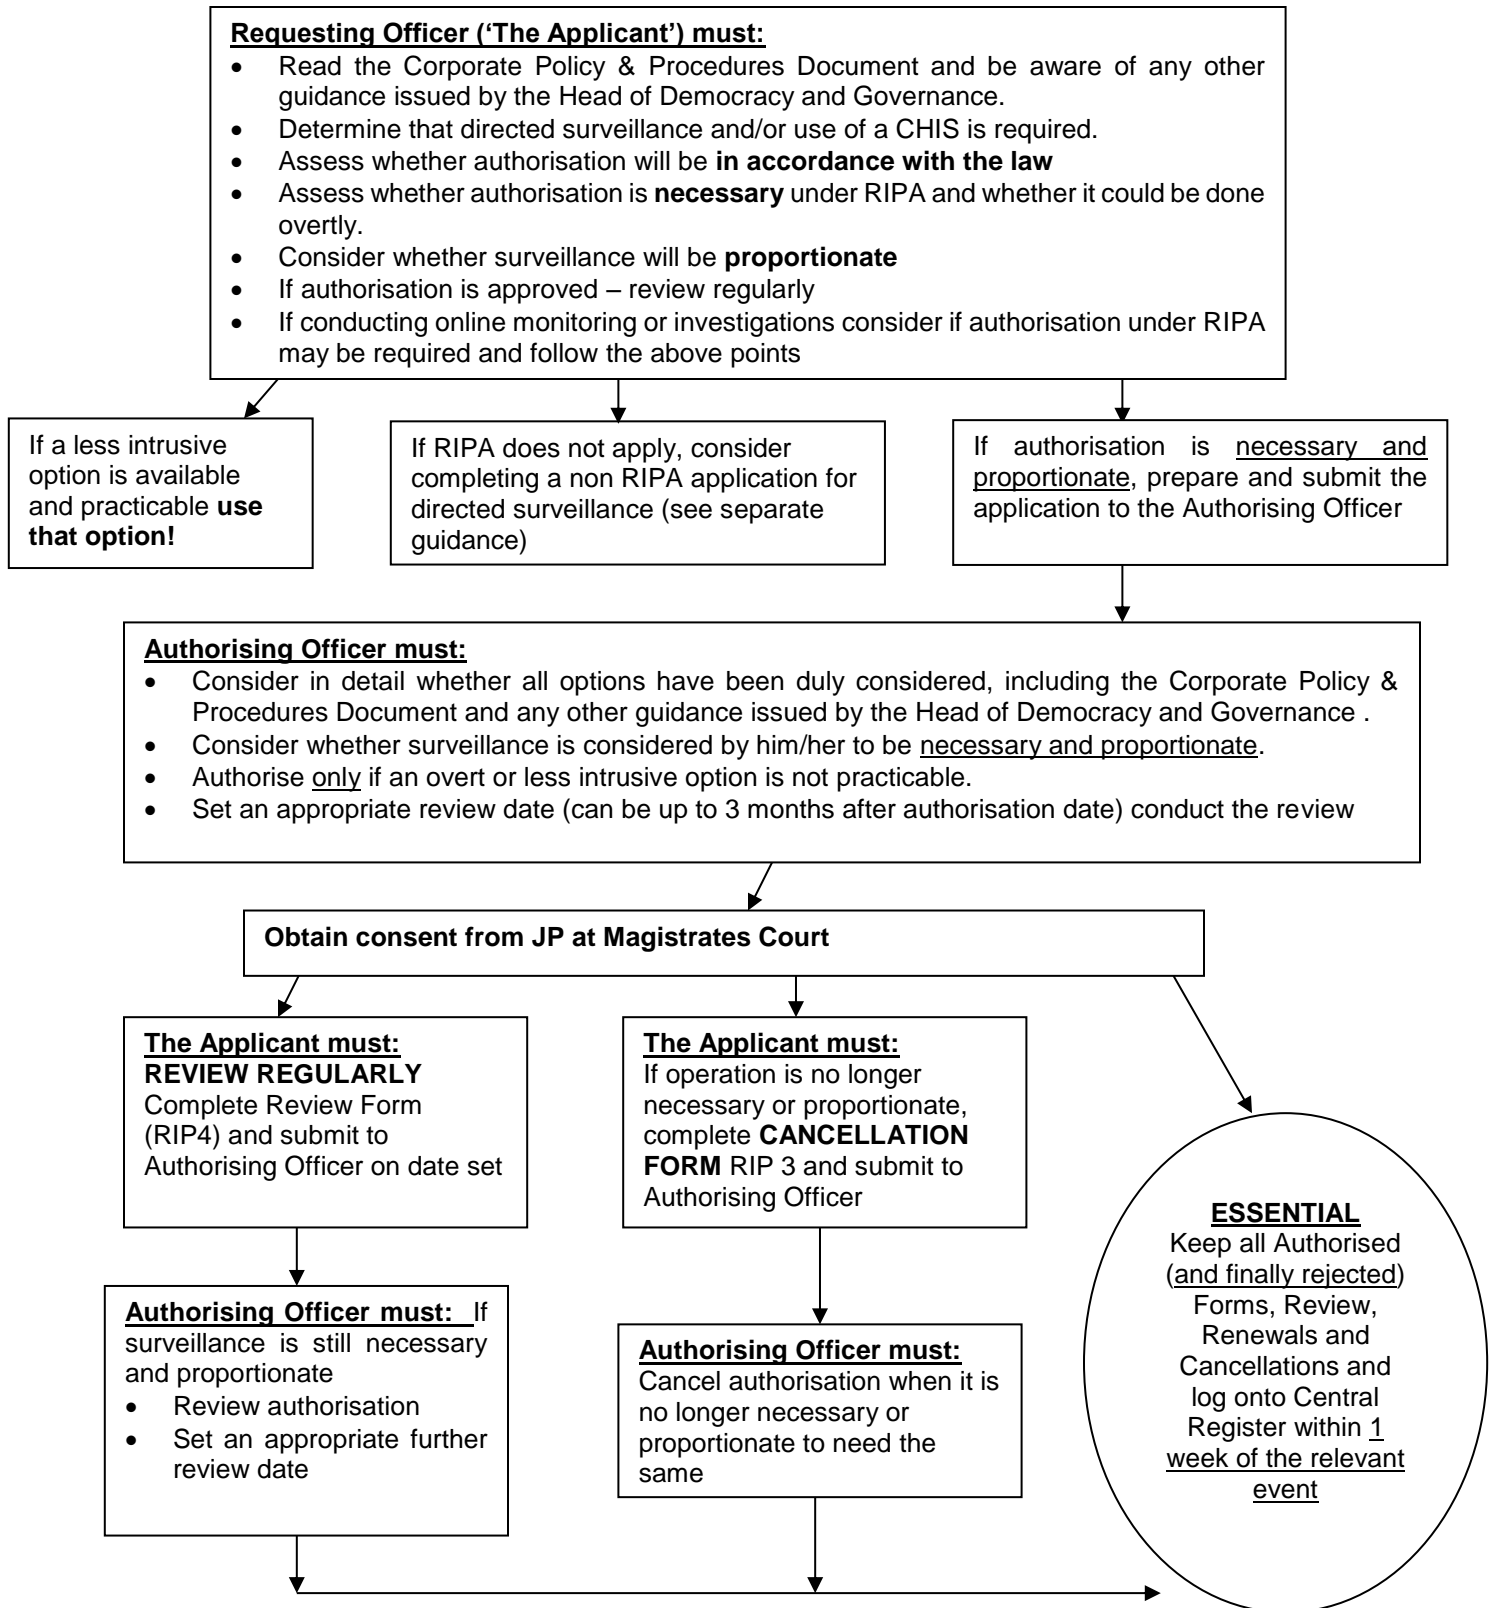 Requesting Officer (‘The Applicant’) must:
• Read the Corporate Policy & Procedures Document and be aware of any other
guidance issued by the Head of Democracy and Governance.
• Determine that directed surveillance and/or use of a CHIS is required.
• Assess whether authorisation will be in accordance with the law
• Assess whether authorisation is necessary under RIPA and whether it could be done
overtly.
• Consider whether surveillance will be proportionate
• If authorisation is approved – review regularly
• If conducting online monitoring or investigations consider if authorisation under RIPA
may be required and follow the above points
If a less intrusive
option is available
and practicable use
that option!
If RIPA does not apply, consider
completing a non RIPA application for
directed surveillance (see separate
guidance)
If authorisation is necessary and
proportionate, prepare and submit the
application to the Authorising Officer
Authorising Officer must:
• Consider in detail whether all options have been duly considered, including the Corporate Policy &
Procedures Document and any other guidance issued by the Head of Democracy and Governance .
• Consider whether surveillance is considered by him/her to be necessary and proportionate.
• Authorise only if an overt or less intrusive option is not practicable.
• Set an appropriate review date (can be up to 3 months after authorisation date) conduct the review
Obtain consent from JP at Magistrates Court
The Applicant must:
REVIEW REGULARLY
Complete Review Form
(RIP4) and submit to
Authorising Officer on date set
The Applicant must:
If operation is no longer
necessary or proportionate,
complete CANCELLATION
FORM RIP 3 and submit to
Authorising Officer
ESSENTIAL
Keep all Authorised
(and finally rejected)
Forms, Review,
Renewals and
Cancellations and
log onto Central
Register within 1
week of the relevant
event
Authorising Officer must: If
surveillance is still necessary
and proportionate
• Review authorisation
• Set an appropriate further
review date
Authorising Officer must:
Cancel authorisation when it is
no longer necessary or
proportionate to need the
same